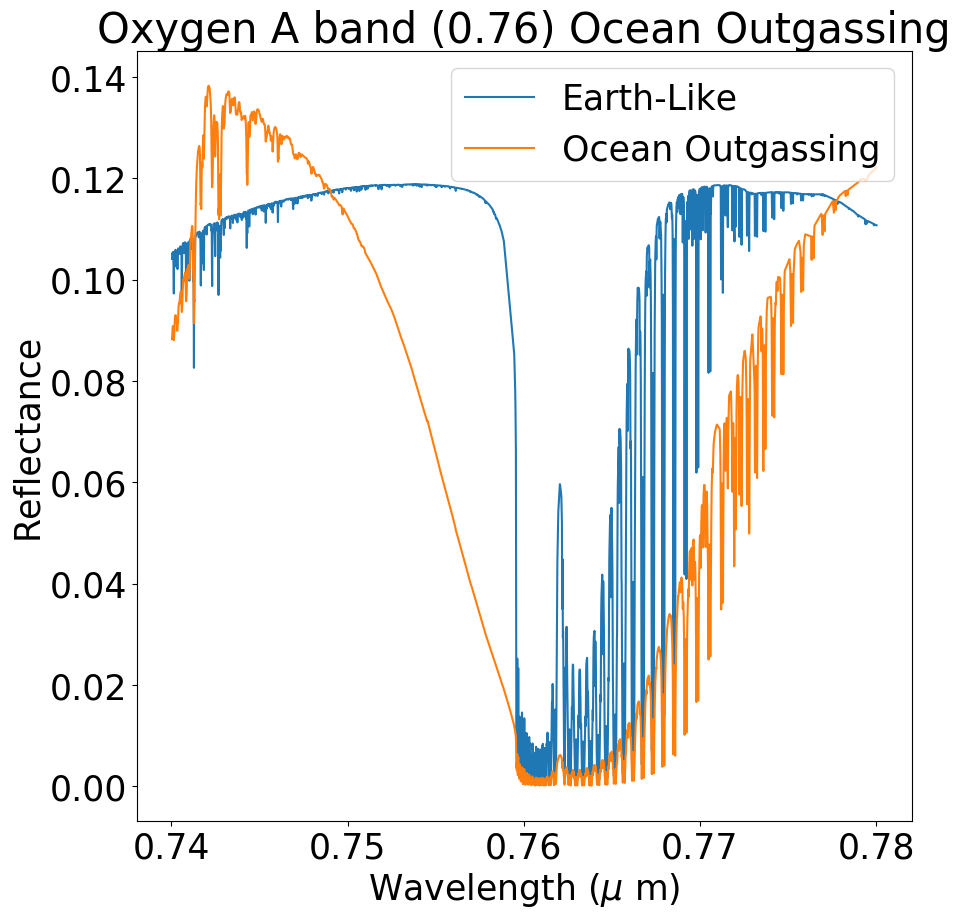 Oxygen A band (0.76) Ocean Outgassing
Earth-Like
Ocean Outgassing
Reflectance
0.14
0.12
0.10
0.08
0.06
0.04
0.02
0.00
0.74 0.75 0.76 0.77 0.78
Wavelength (μ m)